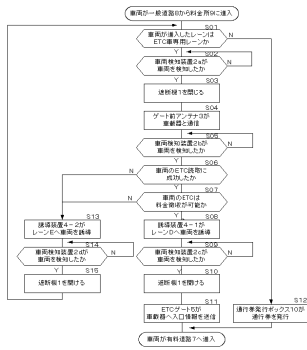 車両が一般道路8から料金所9に進入
S01
車両が進入したレーンは
ETC車専用レーンか
N
Y
S02
車両検知装置2aが
車両を検知したか
N
Y
S03
遮断機1を閉じる
S04
ゲート前アンテナ3が
車載器と通信
S05
車両検知装置2bが
車両を検知したか
N
Y
S06
車両のETC読取に
成功したか
N
Y
S07
車両のETCは
料金徴収が可能か
N
Y
S13
誘導装置4-2が
レーンEへ車両を誘導
S08
誘導装置4-1が
レーンDへ車両を誘導
S14
車両検知装置2dが
車両を検知したか
N
Y
S09
車両検知装置2cが
車両を検知したか
N
Y
S15
遮断機1を開ける
S10
遮断機1を開ける
S11
ETCゲート5が
車載器へ入口情報を送信
S12
通行券発行ボックス10が
通行券を発行
車両が有料道路7へ進入